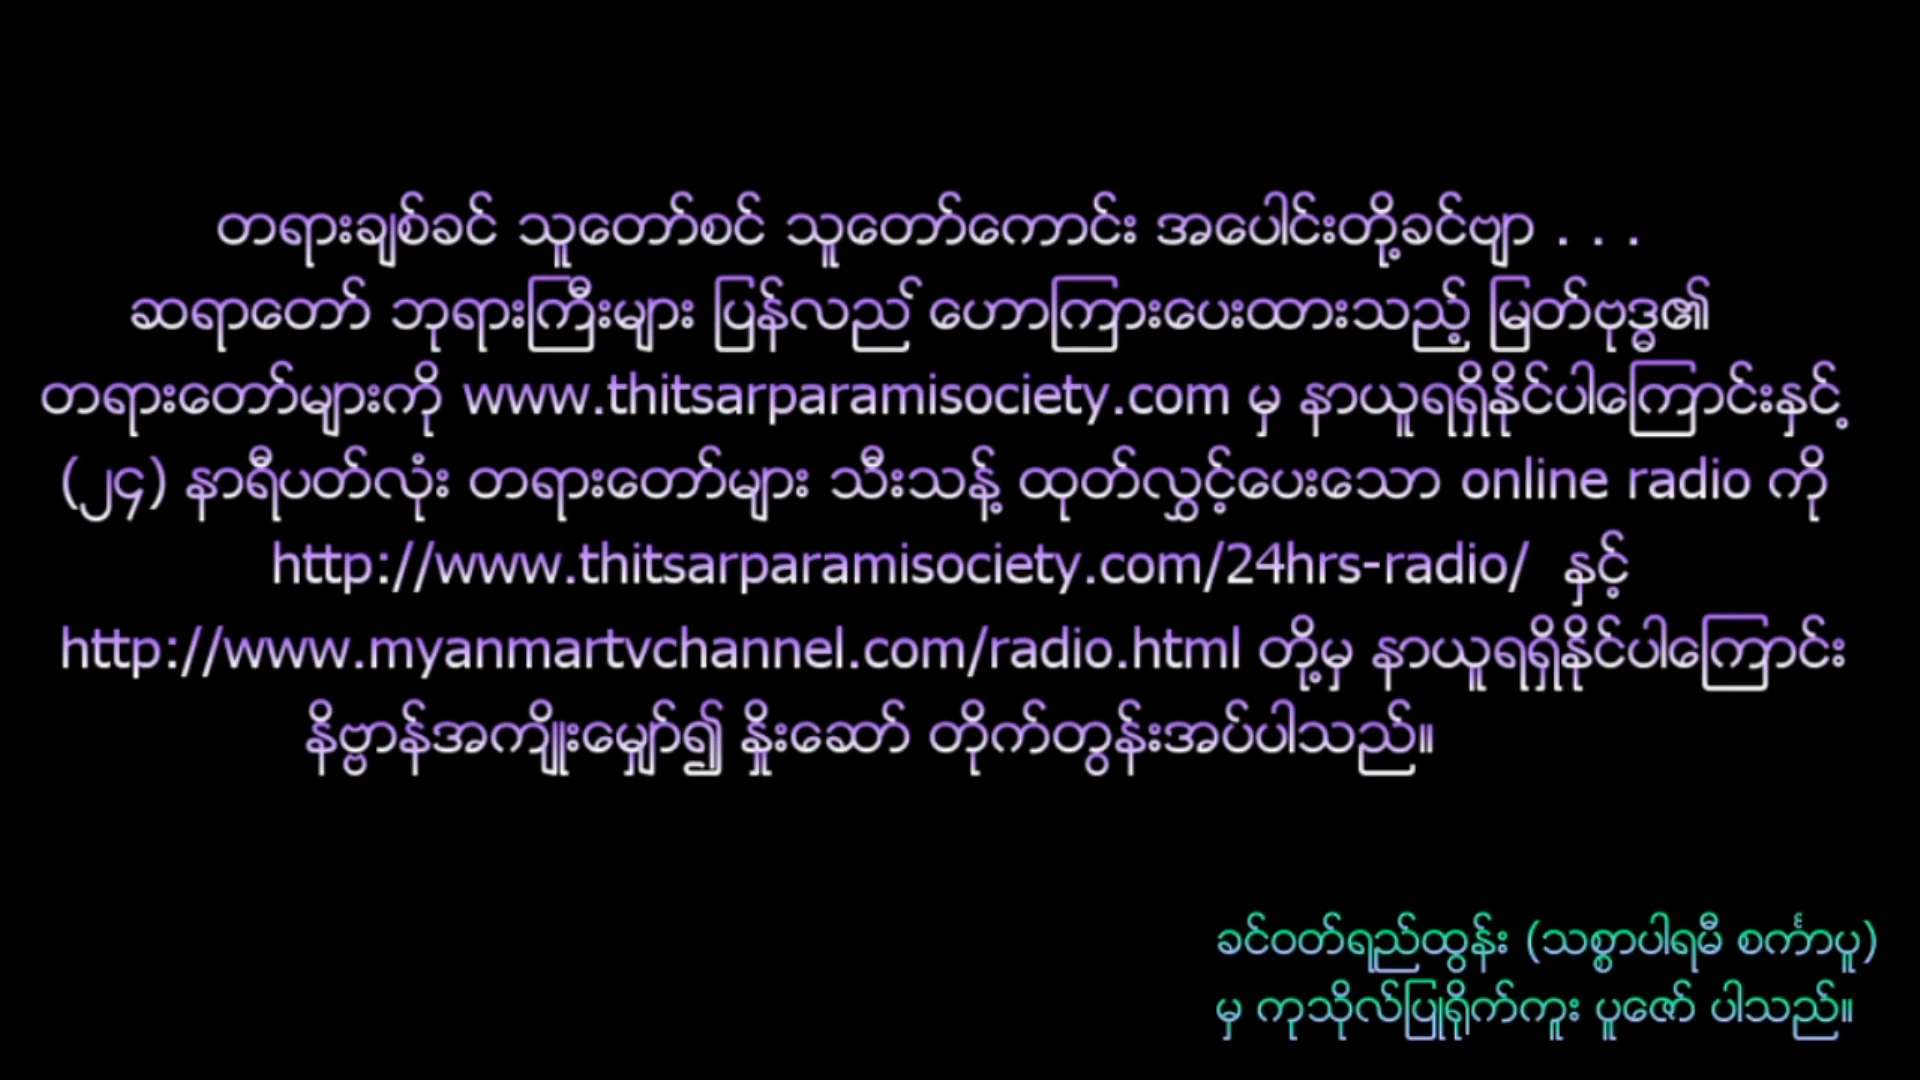 တရားချစ်ခင် သူတော်စင် သူတော်ကောင်း အပေါင်းတို့ခင်ဗျာ . . .
ဆရာတော် ဘုရားကြီးများ ပြန်လည် ဟောကြားပေးထားသည့် မြတ်ဗုဒ္ဓ၏
တရားတော်များကို www.thitsarparamisociety.com မှ နာယူရရှိနိုင်ပါကြောင်းနှင့်
(၂၄) နာရီပတ်လုံး တရားတော်များ သီးသန့် ထုတ်လွှင့်ပေးသော online radio ကို
http://www.thitsarparamisociety.com/24hrs-radio/ နှင့်
http://www.myanmartvchannel.com/radio.html တို့မှ နာယူရရှိနိုင်ပါကြောင်း
နိဗ္ဗာန်အကျိုးမျှော်၍ နှိုးဆော် တိုက်တွန်းအပ်ပါသည်။
ခင်ဝတ်ရည်ထွန်း (သစ္စာပါရမီ စင်္ကာပူ)
မှ ကုသိုလ်ပြုရိုက်ကူး ပူဇော် ပါသည်။